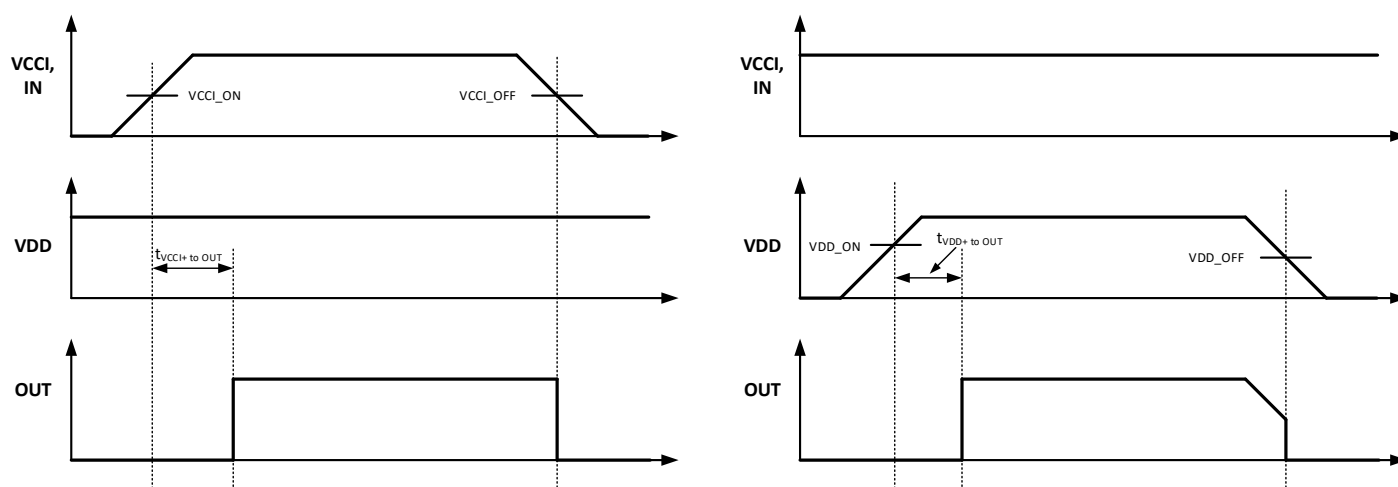 VCCI,
IN
VCCI_ON
VCCI_OFF
VDD
tVCCI+ to OUT
OUT
VCCI,
IN
VDD
VDD_ON
tVDD+ to OUT
VDD_OFF
OUT